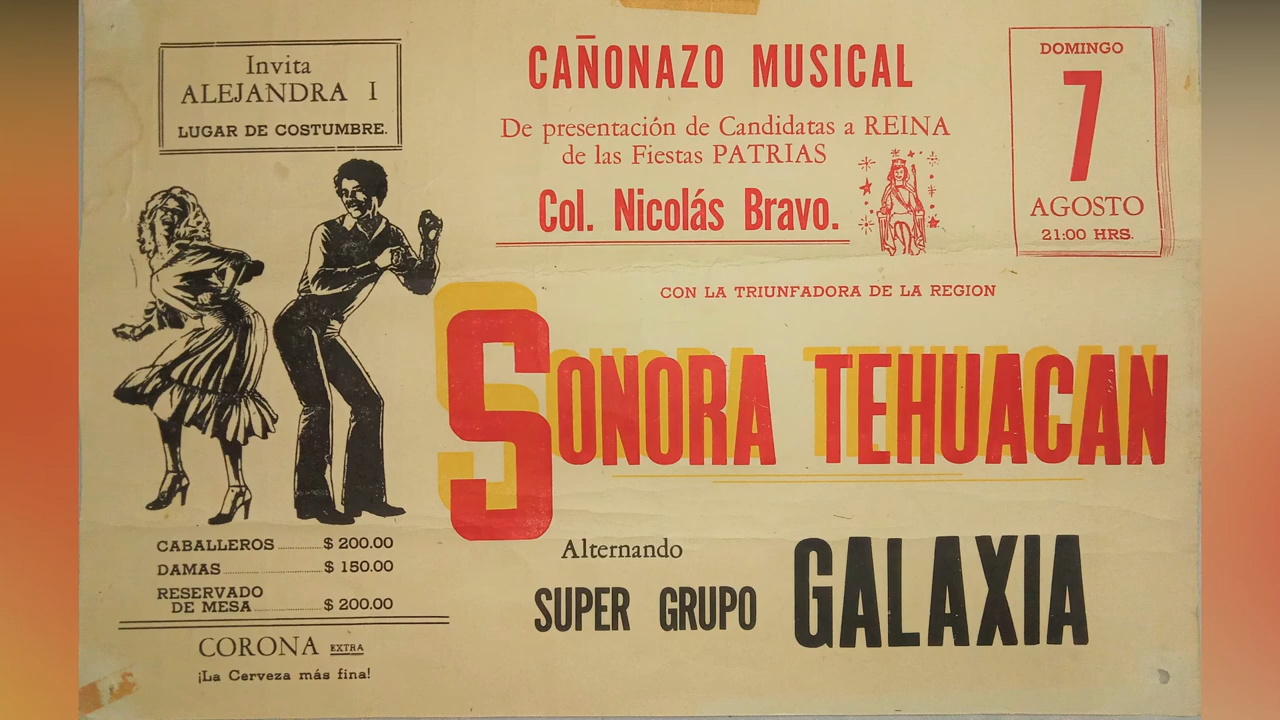 Invita
ALEJANDRA I
LUGAR DE COSTUMBRE.
CAÑONAZO MUSICAL
De presentación de Candidatas a REINA
de las Fiestas PATRIAS
Col. Nicolás Bravo.
DOMINGO
7
AGOSTO
21:00 HRS.
CON LA TRIUNFADORA DE LA REGION
SONORA TEHUACAN
Alternando
SUPER GRUPO GALAXIA
CABALLEROS ........ $ 200.00
DAMAS ........ $ 150.00
RESERVADO
DE MESA ........ $ 200.00
CORONA EXTRA
¡La Cerveza más fina!